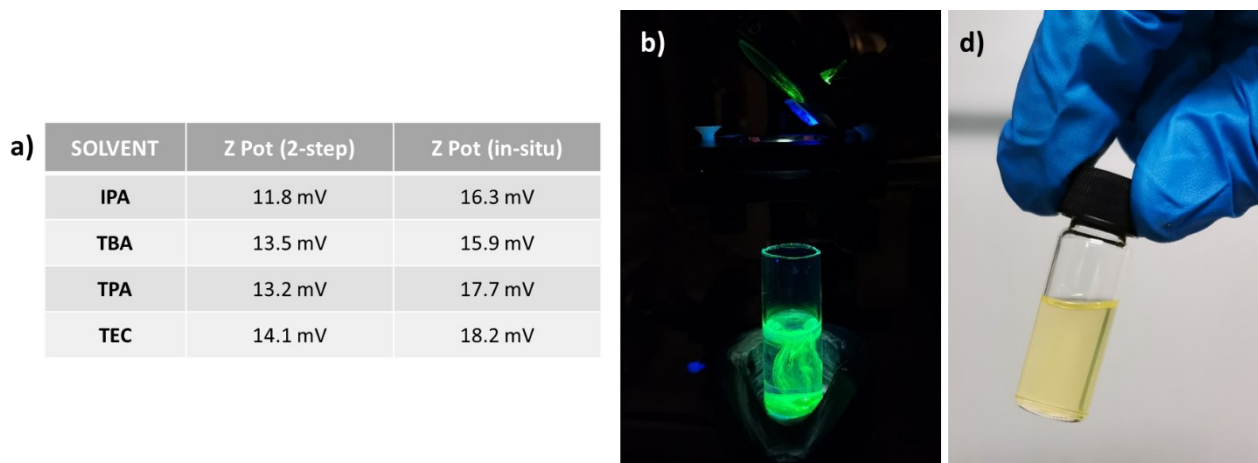 a)
SOLVENT Z Pot (2-step) Z Pot (in-situ)
IPA 11.8 mV 16.3 mV
TBA 13.5 mV 15.9 mV
TPA 13.2 mV 17.7 mV
TEC 14.1 mV 18.2 mV
b)
d)